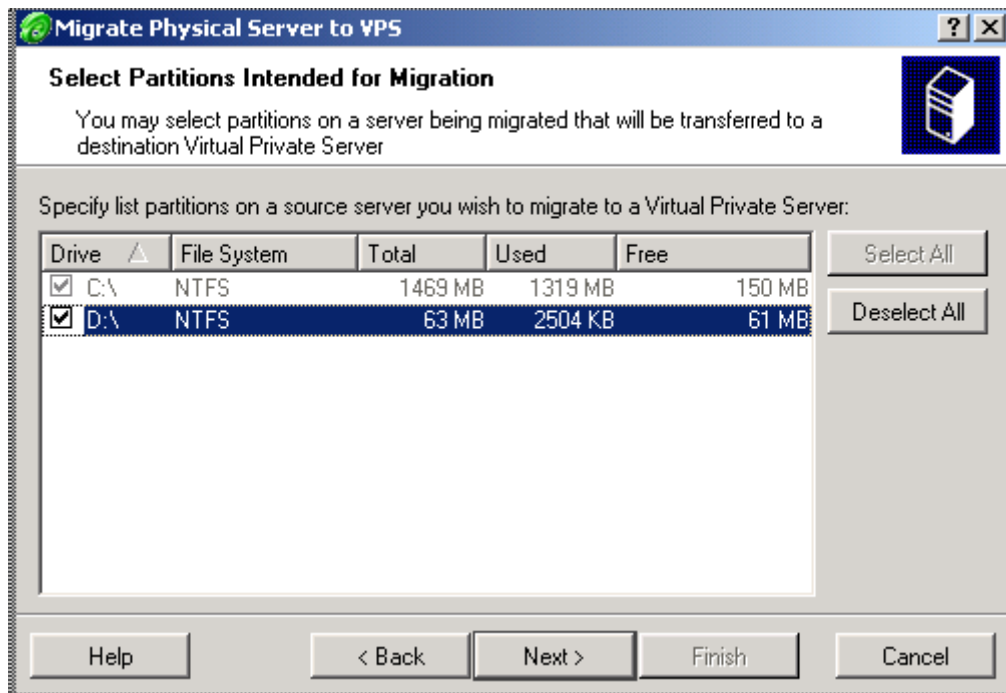 Migrate Physical Server to VPS
Select Partitions Intended for Migration
You may select partitions on a server being migrated that will be transferred to a
destination Virtual Private Server
Specify list partitions on a source server you wish to migrate to a Virtual Private Server:
Drive File System Total Used Free
C:\ NTFS 1469 MB 1319 MB 150 MB
D:\ NTFS 63 MB 2504 KB 61 MB
Select All
Deselect All
Help < Back Next > Finish Cancel